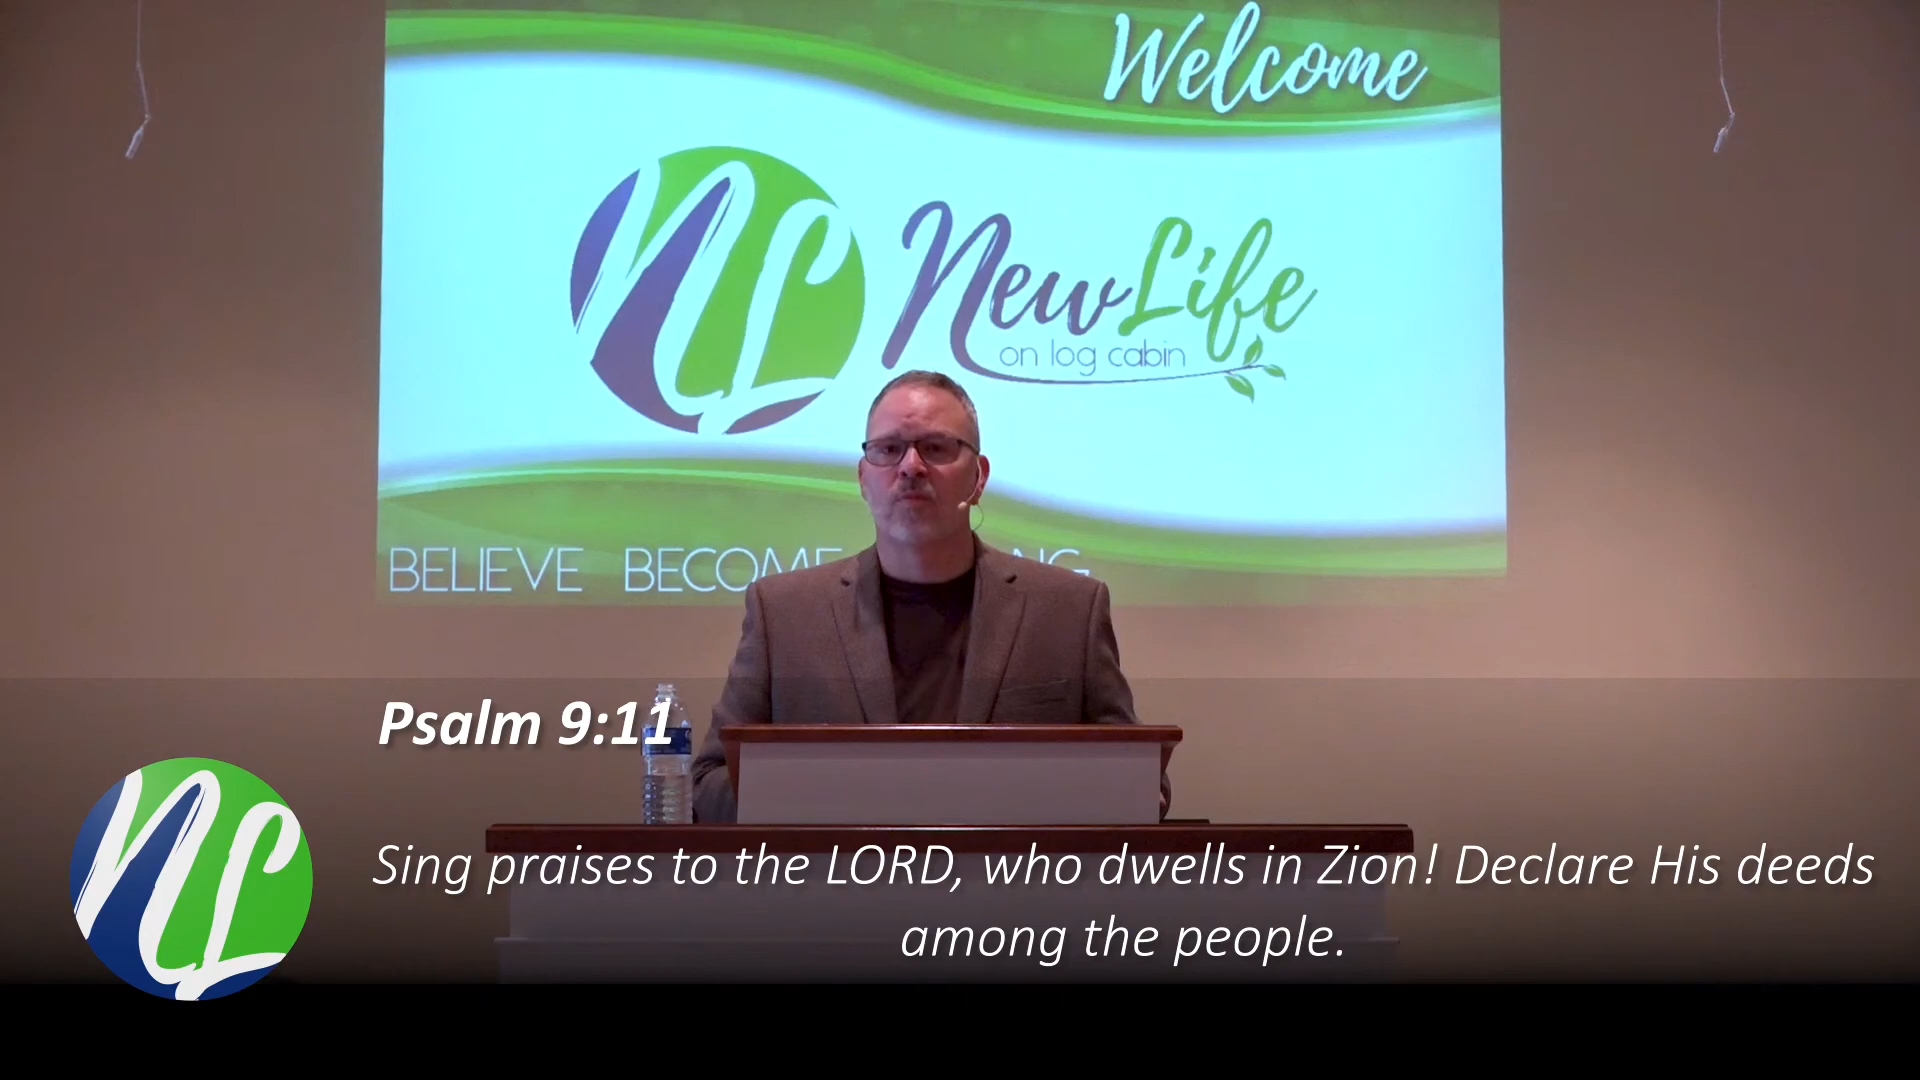 Welcome
NL
NewLife
on log cabin
BELIEVE BECOME
Psalm 9:11
NL
Sing praises to the LORD, who dwells in Zion! Declare His deeds
among the people.